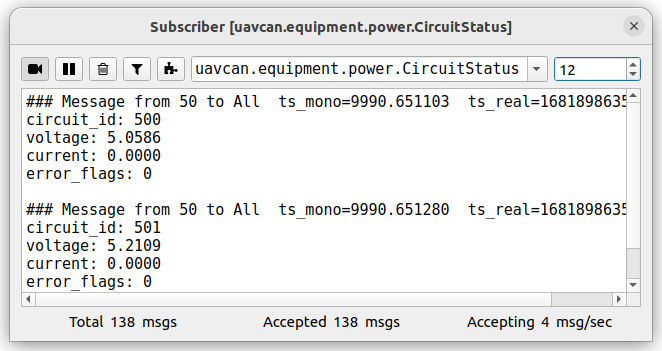 Subscriber [uavcan.equipment.power.CircuitStatus]
uavcan.equipment.power.CircuitStatus 12
### Message from 50 to All  ts_mono=9990.651103  ts_real=1681898635
circuit_id: 500
voltage: 5.0586
current: 0.0000
error_flags: 0
### Message from 50 to All  ts_mono=9990.651280  ts_real=1681898635
circuit_id: 501
voltage: 5.2109
current: 0.0000
error_flags: 0
Total 138 msgs Accepted 138 msgs Accepting 4 msg/sec